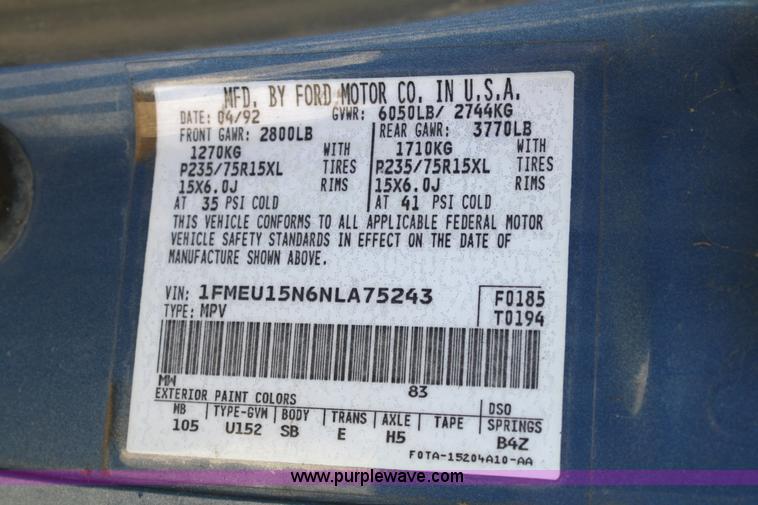 MFD. BY FORD MOTOR CO. IN U.S.A.
DATE: 04/92 GVWR: 6050LB/ 2744KG
FRONT GAWR: 2800LB REAR GAWR: 3770LB
1270KG WITH 1710KG WITH
P235/75R15XL TIRES P235/75R15XL TIRES
15X6.0J RIMS 15X6.0J RIMS
AT 35 PSI COLD AT 41 PSI COLD
THIS VEHICLE CONFORMS TO ALL APPLICABLE FEDERAL MOTOR
VEHICLE SAFETY STANDARDS IN EFFECT ON THE DATE OF
MANUFACTURE SHOWN ABOVE.
VIN: 1FMEU15N6NLA75243 F0185
TYPE: MPV T0194
MW 83
EXTERIOR PAINT COLORS DSO
MB TYPE-GVM BODY TRANS AXLE TAPE SPRINGS
105 U152 SB E H5 B4Z
F0TA-15204A10-AA
www.purplewave.com